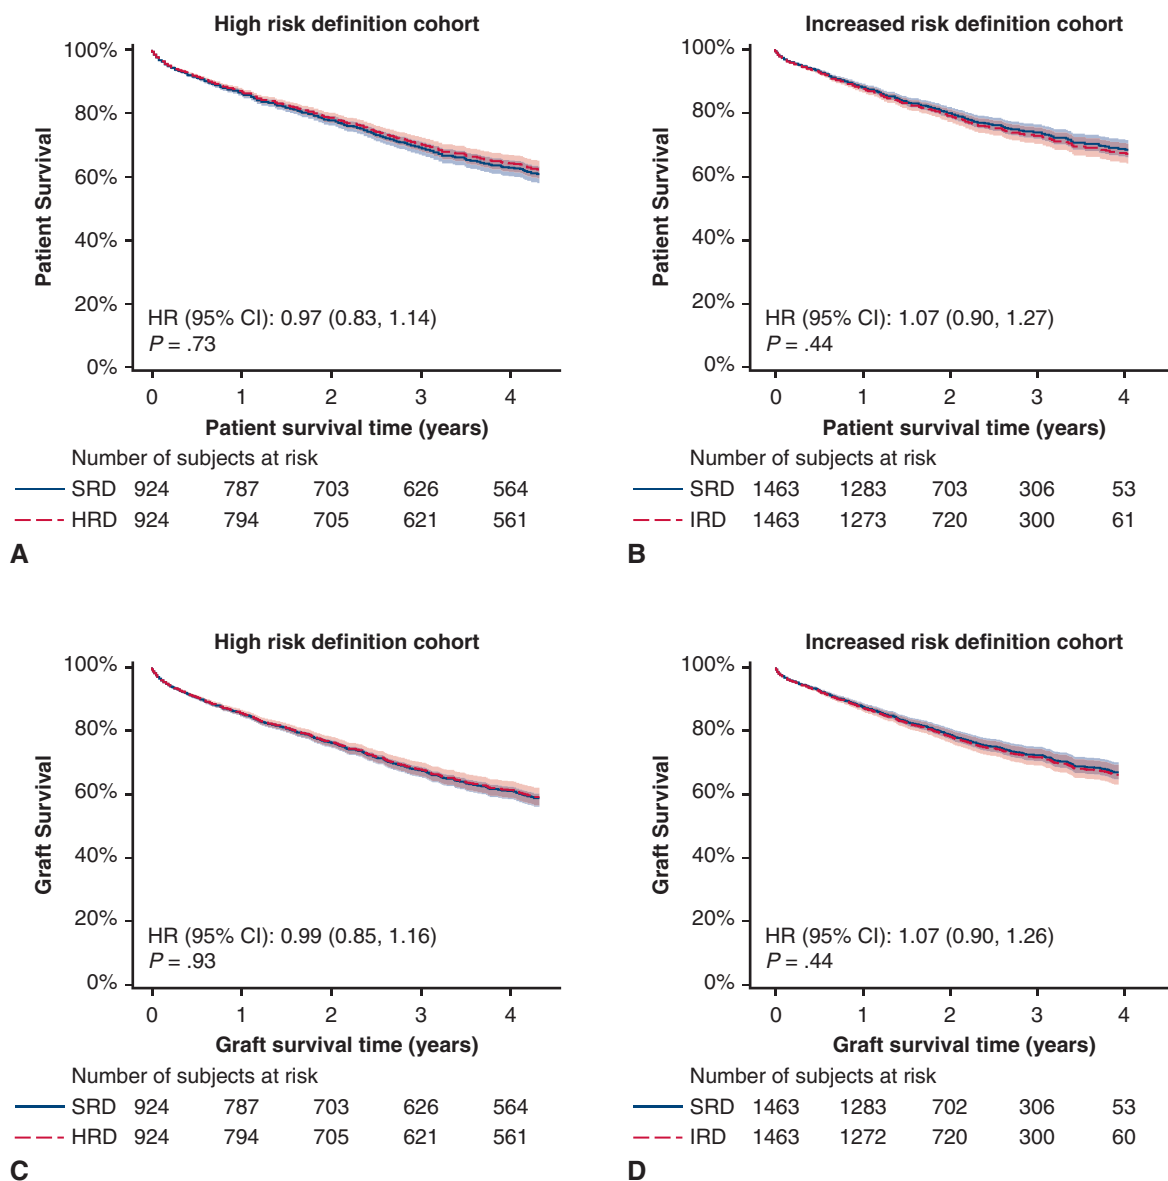 High risk definition cohort
100%
80%
60%
40%
20%
0%
Patient Survival
HR (95% CI): 0.97 (0.83, 1.14)
P = .73
0 1 2 3 4
Patient survival time (years)
Number of subjects at risk
SRD 924 787 703 626 564
HRD 924 794 705 621 561
A
Increased risk definition cohort
100%
80%
60%
40%
20%
0%
Patient Survival
HR (95% CI): 1.07 (0.90, 1.27)
P = .44
0 1 2 3 4
Patient survival time (years)
Number of subjects at risk
SRD 1463 1283 703 306 53
IRD 1463 1273 720 300 61
B
High risk definition cohort
100%
80%
60%
40%
20%
0%
Graft Survival
HR (95% CI): 0.99 (0.85, 1.16)
P = .93
0 1 2 3 4
Graft survival time (years)
Number of subjects at risk
SRD 924 787 703 626 564
HRD 924 794 705 621 561
C
Increased risk definition cohort
100%
80%
60%
40%
20%
0%
Graft Survival
HR (95% CI): 1.07 (0.90, 1.26)
P = .44
0 1 2 3 4
Graft survival time (years)
Number of subjects at risk
SRD 1463 1283 702 306 53
IRD 1463 1272 720 300 60
D